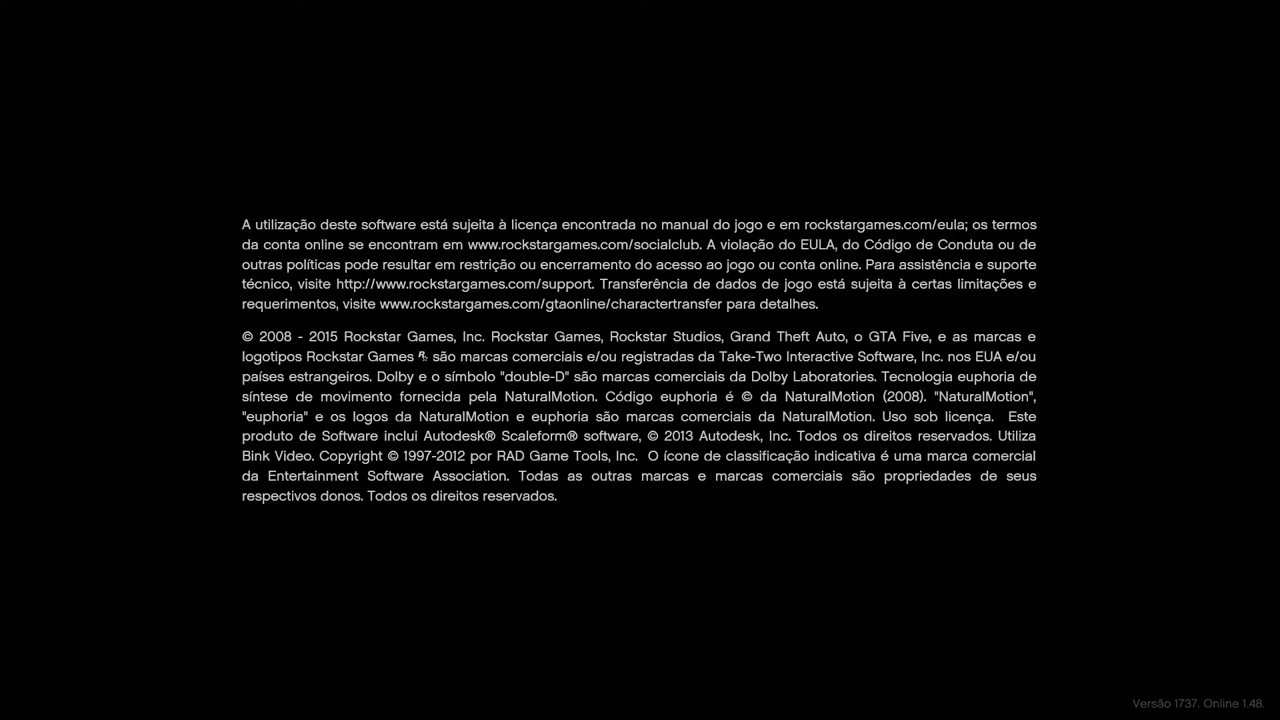 A utilização deste software está sujeita à licença encontrada no manual do jogo e em rockstargames.com/eula; os termos
da conta online se encontram em www.rockstargames.com/socialclub. A violação do EULA, do Código de Conduta ou de
outras políticas pode resultar em restrição ou encerramento do acesso ao jogo ou conta online. Para assistência e suporte
técnico, visite http://www.rockstargames.com/support. Transferência de dados de jogo está sujeita à certas limitações e
requerimentos, visite www.rockstargames.com/gtaonline/charactertransfer para detalhes.
© 2008 - 2015 Rockstar Games, Inc. Rockstar Games, Rockstar Studios, Grand Theft Auto, o GTA Five, e as marcas e
logotipos Rockstar Games R* são marcas comerciais e/ou registradas da Take-Two Interactive Software, Inc. nos EUA e/ou
países estrangeiros. Dolby e o símbolo "double-D" são marcas comerciais da Dolby Laboratories. Tecnologia euphoria de
síntese de movimento fornecida pela NaturalMotion. Código euphoria é © da NaturalMotion (2008). "NaturalMotion",
"euphoria" e os logos da NaturalMotion e euphoria são marcas comerciais da NaturalMotion. Uso sob licença. Este
produto de Software inclui Autodesk® Scaleform® software, © 2013 Autodesk, Inc. Todos os direitos reservados. Utiliza
Bink Video. Copyright © 1997-2012 por RAD Game Tools, Inc. O ícone de classificação indicativa é uma marca comercial
da Entertainment Software Association. Todas as outras marcas e marcas comerciais são propriedades de seus
respectivos donos. Todos os direitos reservados.
Versão 1737. Online 1.48.